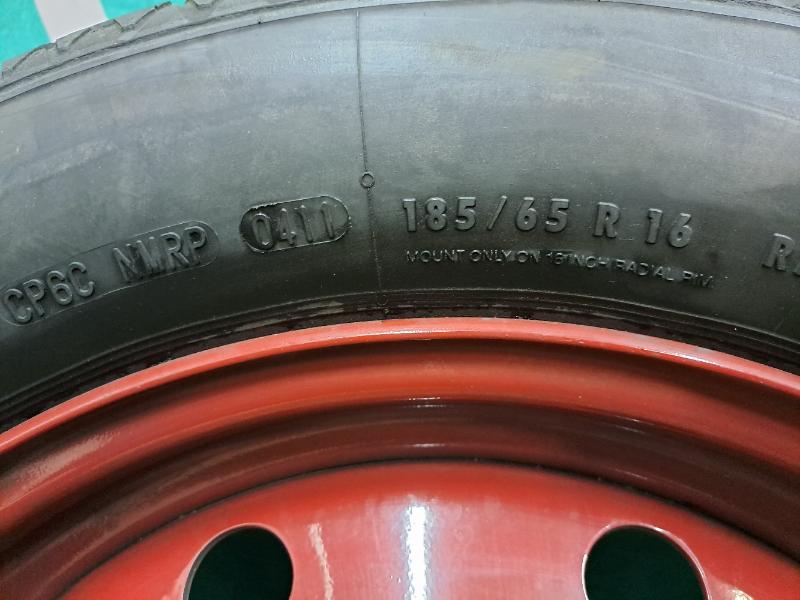 CP6C NMRP 0411
185/65 R 16
MOUNT ONLY ON 16 INCH RADIAL RIM